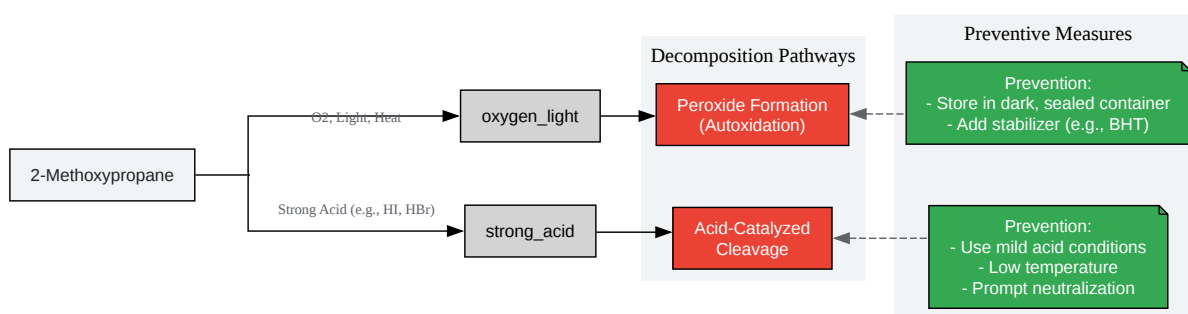 2-Methoxypropane
O2, Light, Heat
Strong Acid (e.g., HI, HBr)
oxygen_light
strong_acid
Decomposition Pathways
Peroxide Formation
(Autoxidation)
Acid-Catalyzed
Cleavage
Preventive Measures
Prevention:
- Store in dark, sealed container
- Add stabilizer (e.g., BHT)
Prevention:
- Use mild acid conditions
- Low temperature
- Prompt neutralization